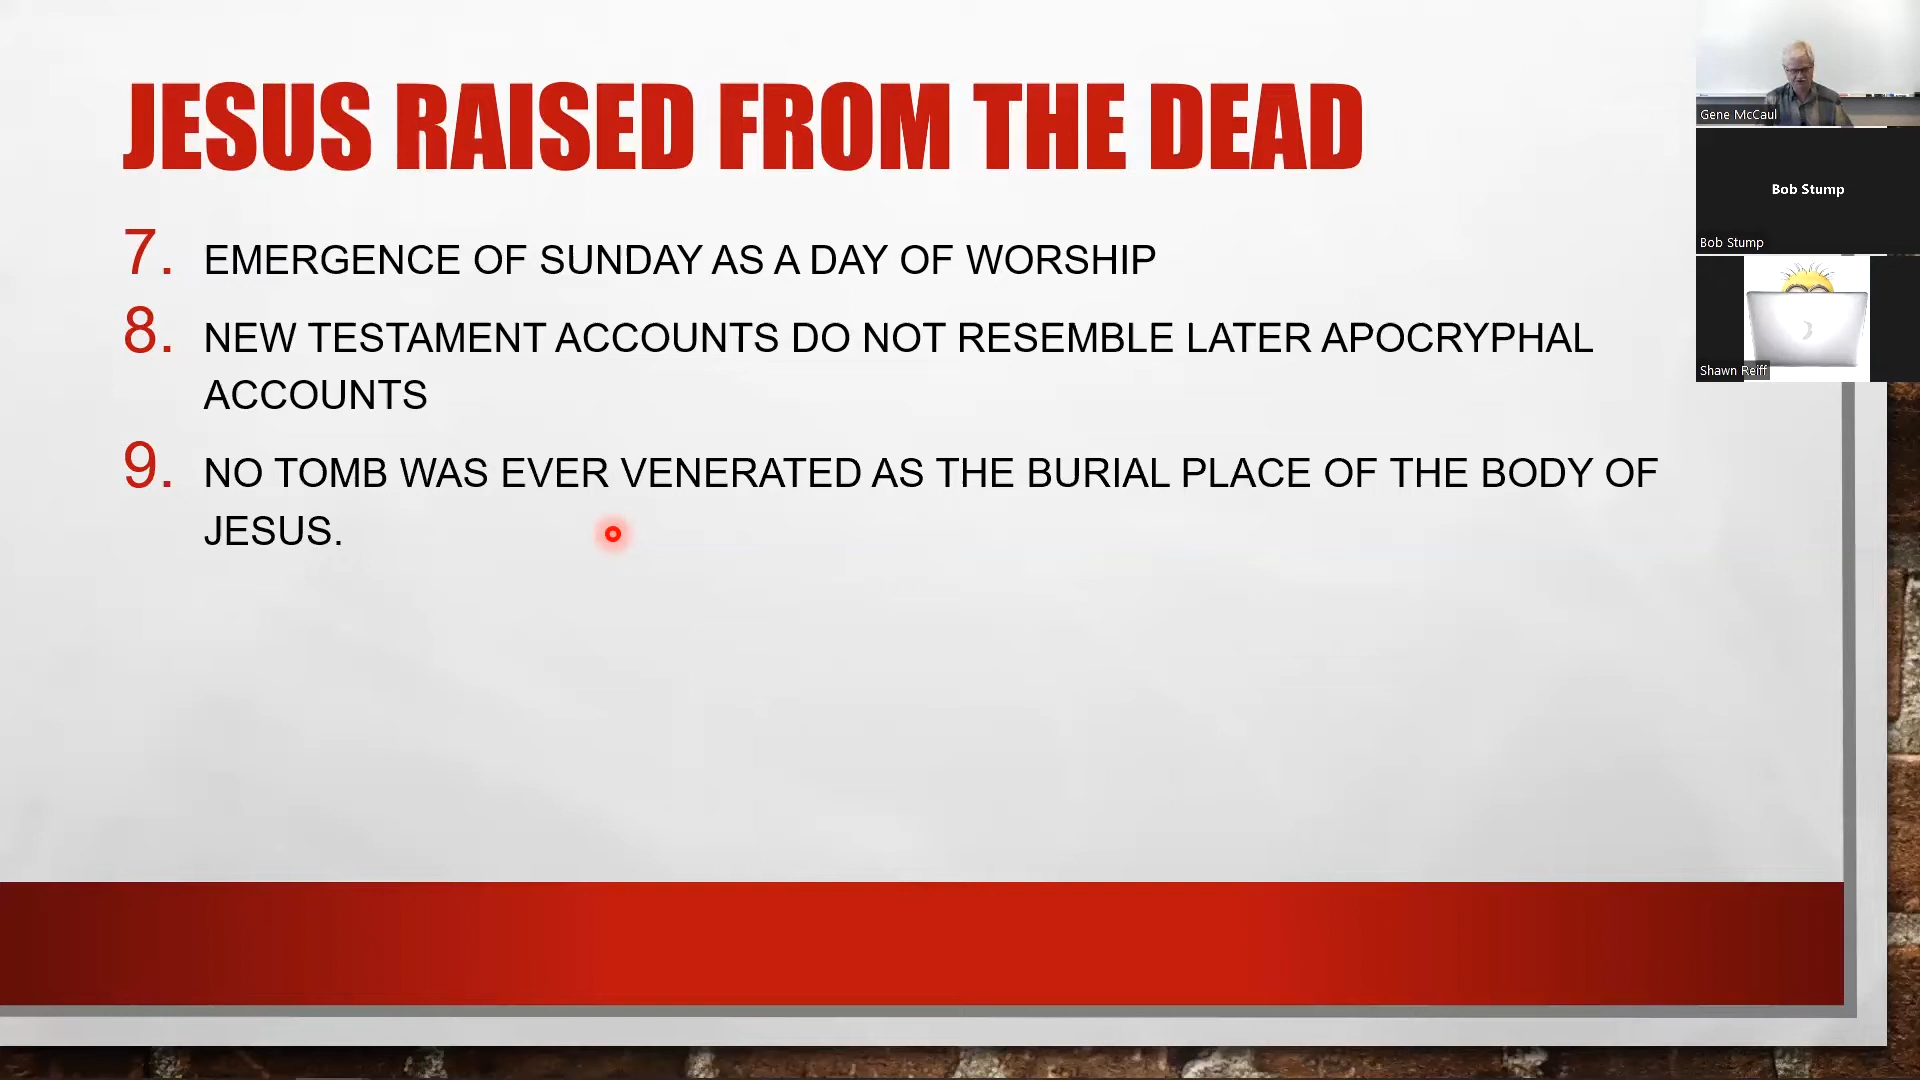 JESUS RAISED FROM THE DEAD
7. EMERGENCE OF SUNDAY AS A DAY OF WORSHIP
8. NEW TESTAMENT ACCOUNTS DO NOT RESEMBLE LATER APOCRYPHAL
ACCOUNTS
9. NO TOMB WAS EVER VENERATED AS THE BURIAL PLACE OF THE BODY OF
JESUS.
Gene McCaul
Bob Stump
Bob Stump
Shawn Reiff